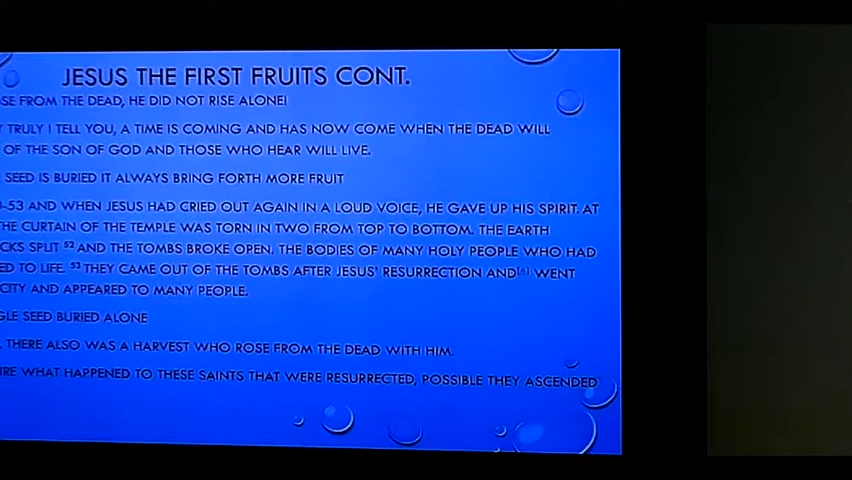 JESUS THE FIRST FRUITS CONT.
SE FROM THE DEAD, HE DID NOT RISE ALONE!
Y TRULY I TELL YOU, A TIME IS COMING AND HAS NOW COME WHEN THE DEAD WILL
OF THE SON OF GOD AND THOSE WHO HEAR WILL LIVE.
SEED IS BURIED IT ALWAYS BRING FORTH MORE FRUIT
-53 AND WHEN JESUS HAD CRIED OUT AGAIN IN A LOUD VOICE, HE GAVE UP HIS SPIRIT. AT
THE CURTAIN OF THE TEMPLE WAS TORN IN TWO FROM TOP TO BOTTOM. THE EARTH
CKS SPLIT 52 AND THE TOMBS BROKE OPEN. THE BODIES OF MANY HOLY PEOPLE WHO HAD
ED TO LIFE. 53 THEY CAME OUT OF THE TOMBS AFTER JESUS' RESURRECTION AND[A] WENT
CITY AND APPEARED TO MANY PEOPLE.
GLE SEED BURIED ALONE
. THERE ALSO WAS A HARVEST WHO ROSE FROM THE DEAD WITH HIM.
RE WHAT HAPPENED TO THESE SAINTS THAT WERE RESURRECTED, POSSIBLE THEY ASCENDED